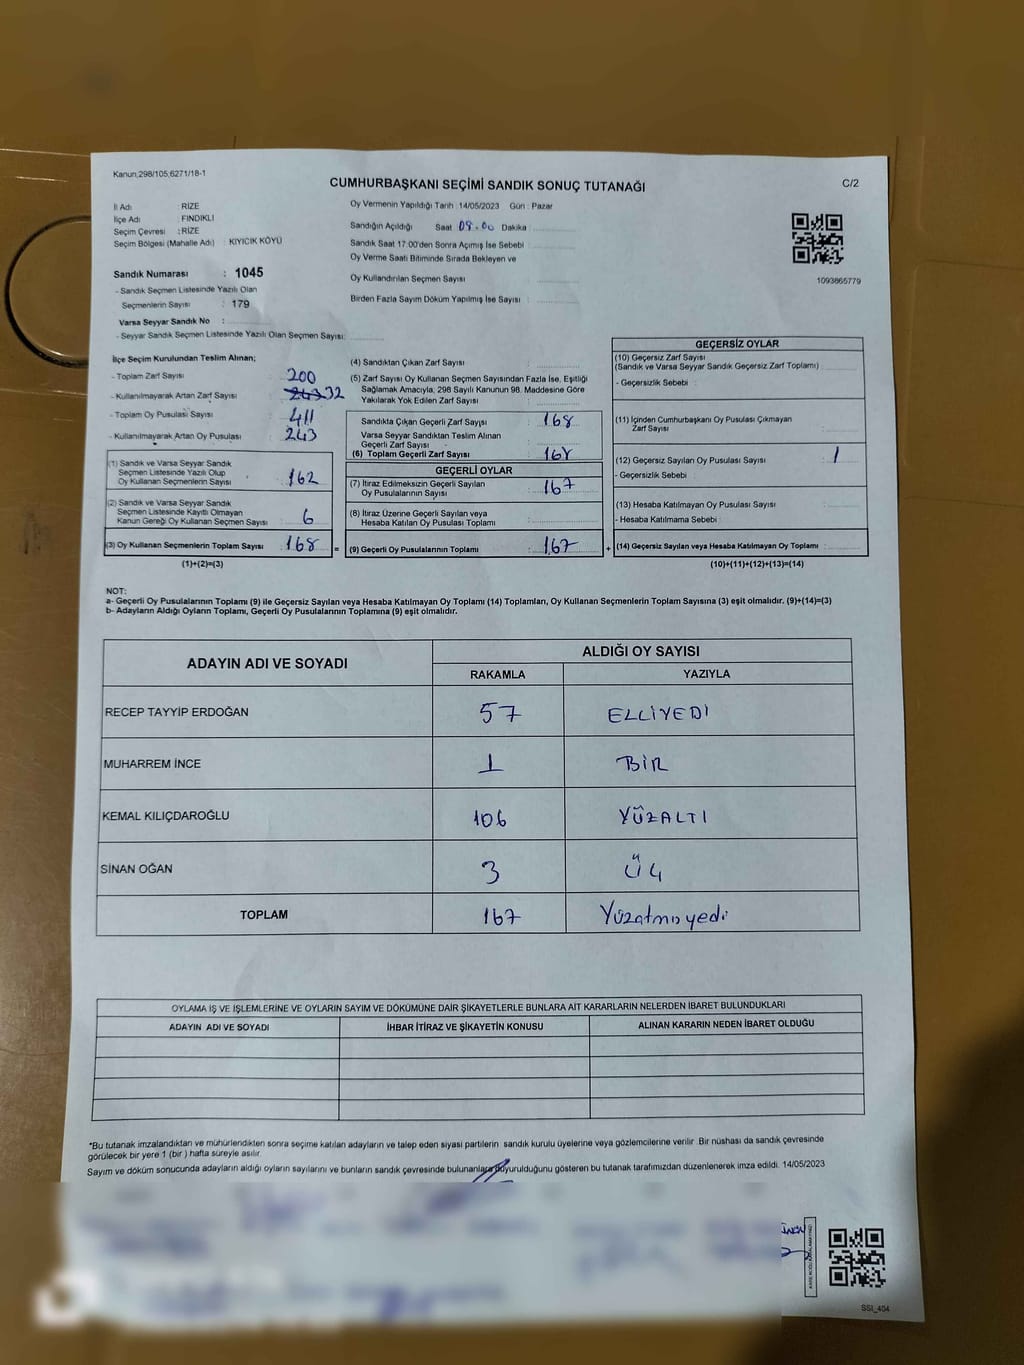 Kanun,298/105;6271/18-1
CUMHURBAŞKANI SEÇİMİ SANDIK SONUÇ TUTANAĞI
C/2
İl Adı : RİZE
İlçe Adı : FINDIKLI
Seçim Çevresi : RİZE
Seçim Bölgesi (Mahalle Adı) : KIYICIK KÖYÜ
Sandık Numarası : 1045
- Sandık Seçmen Listesinde Yazılı Olan
Seçmenlerin Sayısı : 179
Varsa Seyyar Sandık No :
- Seyyar Sandık Seçmen Listesinde Yazılı Olan Seçmen Sayısı:
Oy Vermenin Yapıldığı Tarih :14/05/2023 Gün : Pazar
Sandığın Açıldığı Saat 08.00 Dakika :
Sandık Saat 17:00'den Sonra Açımış İse Sebebi :
Oy Verme Saati Bitiminde Sırada Bekleyen ve
Oy Kullandırılan Seçmen Sayısı :
Birden Fazla Sayım Döküm Yapılmış İse Sayısı :
1093865779
İlçe Seçim Kurulundan Teslim Alınan;
- Toplam Zarf Sayısı : 200
- Kullanılmayarak Artan Zarf Sayısı : 32
- Toplam Oy Pusulası Sayısı : 411
- Kullanılmayarak Artan Oy Pusulası : 243
(1) Sandık ve Varsa Seyyar Sandık
Seçmen Listesinde Yazılı Olup
Oy Kullanan Seçmenlerin Sayısı : 162
(2) Sandık ve Varsa Seyyar Sandık
Seçmen Listesinde Kayıtlı Olmayan
Kanun Gereği Oy Kullanan Seçmen Sayısı : 6
(3) Oy Kullanan Seçmenlerin Toplam Sayısı : 168 =
(1)+(2)=(3)
(4) Sandıktan Çıkan Zarf Sayısı :
(5) Zarf Sayısı Oy Kullanan Seçmen Sayısından Fazla İse, Eşitliği
Sağlamak Amacıyla, 298 Sayılı Kanunun 98. Maddesine Göre
Yakılarak Yok Edilen Zarf Sayısı :
Sandıkta Çıkan Geçerli Zarf Sayısı : 168
Varsa Seyyar Sandıktan Teslim Alınan
Geçerli Zarf Sayısı :
(6) Toplam Geçerli Zarf Sayısı : 168
GEÇERLİ OYLAR
(7) İtiraz Edilmeksizin Geçerli Sayılan
Oy Pusulalarının Sayısı : 167
(8) İtiraz Üzerine Geçerli Sayılan veya
Hesaba Katılan Oy Pusulası Toplamı :
(9) Geçerli Oy Pusulalarının Toplamı : 167 +
GEÇERSİZ OYLAR
(10) Geçersiz Zarf Sayısı
(Sandık ve Varsa Seyyar Sandık Geçersiz Zarf Toplamı) :
- Geçersizlik Sebebi :
(11) İçinden Cumhurbaşkanı Oy Pusulası Çıkmayan
Zarf Sayısı :
(12) Geçersiz Sayılan Oy Pusulası Sayısı : 1
- Geçersizlik Sebebi :
(13) Hesaba Katılmayan Oy Pusulası Sayısı :
- Hesaba Katılmama Sebebi :
(14) Geçersiz Sayılan veya Hesaba Katılmayan Oy Toplamı :
(10)+(11)+(12)+(13)=(14)
NOT:
a- Geçerli Oy Pusulalarının Toplamı (9) ile Geçersiz Sayılan veya Hesaba Katılmayan Oy Toplamı (14) Toplamları, Oy Kullanan Seçmenlerin Toplam Sayısına (3) eşit olmalıdır. (9)+(14)=(3)
b- Adayların Aldığı Oyların Toplamı, Geçerli Oy Pusulalarının Toplamına (9) eşit olmalıdır.
ADAYIN ADI VE SOYADI ALDIĞI OY SAYISI
RAKAMLA YAZIYLA
RECEP TAYYİP ERDOĞAN 57 ELLİYEDİ
MUHARREM İNCE 1 BİR
KEMAL KILIÇDAROĞLU 106 YÜZALTI
SİNAN OĞAN 3 ÜÇ
TOPLAM 167 Yüzatmışyedi
OYLAMA İŞ VE İŞLEMLERİNE VE OYLARIN SAYIM VE DÖKÜMÜNE DAİR ŞİKAYETLERLE BUNLARA AİT KARARLARIN NELERDEN İBARET BULUNDUKLARI
ADAYIN ADI VE SOYADI İHBAR İTİRAZ VE ŞİKAYETİN KONUSU ALINAN KARARIN NEDEN İBARET OLDUĞU
*Bu tutanak imzalandıktan ve mühürlendikten sonra seçime katılan adayların ve talep eden siyasi partilerin sandık kurulu üyelerine veya gözlemcilerine verilir .Bir nüshası da sandık çevresinde
görülecek bir yere 1 (bir ) hafta süreyle asılır.
Sayım ve döküm sonucunda adayların aldığı oyların sayılarını ve bunların sandık çevresinde bulunanlara duyurulduğunu gösteren bu tutanak tarafımızdan düzenlenerek imza edildi. 14/05/2023
SSI_404